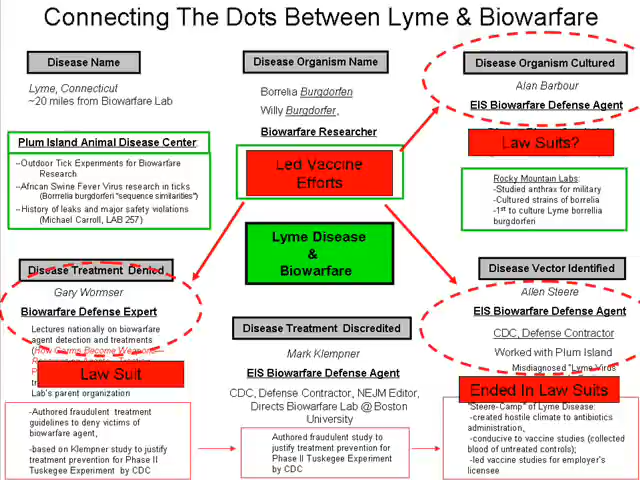 Connecting The Dots Between Lyme & Biowarfare
Disease Name
Lyme, Connecticut
~20 miles from Biowarfare Lab
Plum Island Animal Disease Center:
--Outdoor Tick Experiments for Biowarfare
Research
--African Swine Fever Virus research in ticks
(Borrrelia burgdorferi "sequence similarities")
--History of leaks and major safety violations
(Michael Carroll, LAB 257)
Disease Organism Name
Borrelia Burgdorferi
Willy Burgdorfer,
Biowarfare Researcher
Led Vaccine
Efforts
Lyme Disease
&
Biowarfare
Disease Organism Cultured
Alan Barbour
EIS Biowarfare Defense Agent
Law Suits?
Rocky Mountain Labs:
-Studied anthrax for military
-Cultured strains of borrelia
-1st to culture Lyme borrellia
burgdorferi
Disease Treatment Denied
Gary Wormser
Biowarfare Defense Expert
Lectures nationally on biowarfare
agent detection and treatments
(How Germs Become Weapons
Law Suit
Lab's parent organization
-Authored fraudulent treatment
guidelines to deny victims of
biowarfare agent,
-based on Klempner study to justify
treatment prevention for Phase II
Tuskegee Experiment by CDC
Disease Treatment Discredited
Mark Klempner
EIS Biowarfare Defense Agent
CDC, Defense Contractor, NEJM Editor,
Directs Biowarfare Lab @ Boston
University
Authored fraudulent study to
justify treatment prevention for
Phase II Tuskegee Experiment
by CDC
Disease Vector Identified
Allen Steere
EIS Biowarfare Defense Agent
CDC, Defense Contractor
Worked with Plum Island
Misdiagnosed "Lyme Virus
Ended In Law Suits
"Steere-Camp" of Lyme Disease:
-created hostile climate to antibiotics
administration,
-conducive to vaccine studies (collected
blood of untreated controls);
-led vaccine studies for employer's
licensee